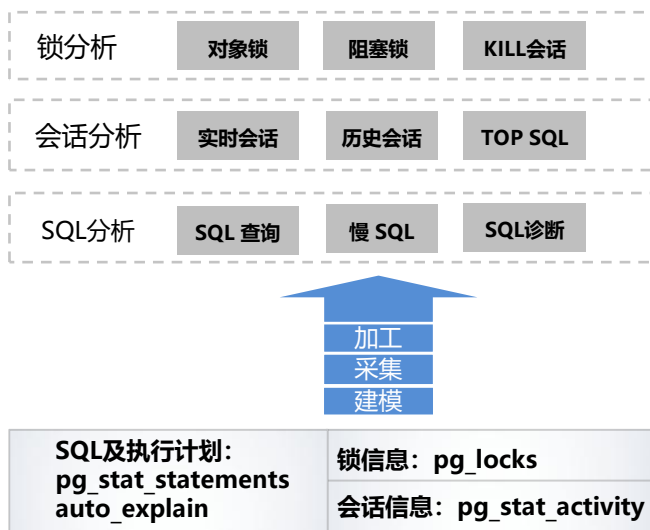 锁分析
对象锁
阻塞锁
KILL会话
会话分析
实时会话
历史会话
TOP SQL
SQL分析
SQL 查询
慢 SQL
SQL诊断
加工
采集
建模
SQL及执行计划：
pg_stat_statements
auto_explain
锁信息：pg_locks
会话信息：pg_stat_activity